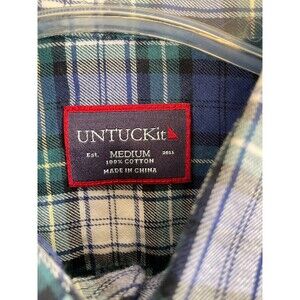 UNTUCKit
Est. MEDIUM 2011
100% COTTON
MADE IN CHINA